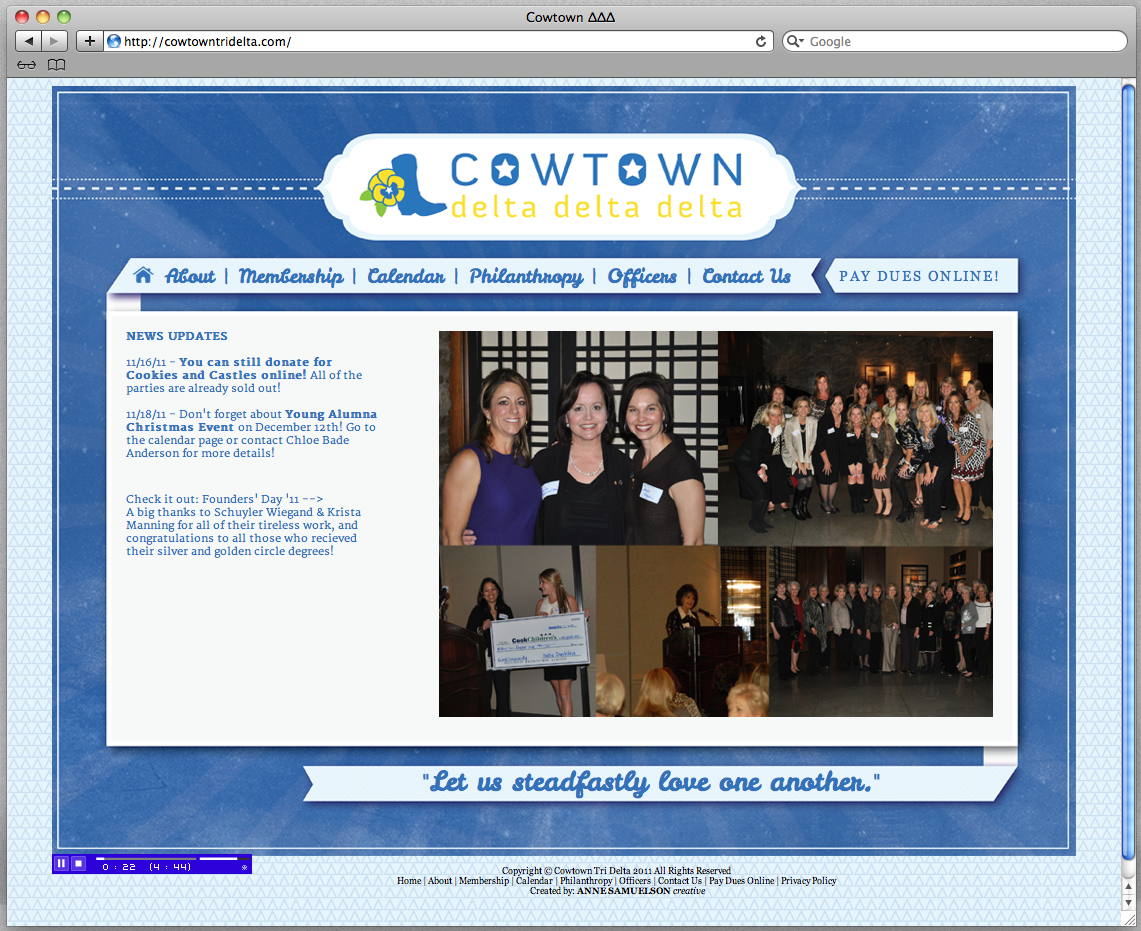 Cowtown ΔΔΔ
http://cowtowntridelta.com/
Google
COWTOWN
delta delta delta
About | Membership | Calendar | Philanthropy | Officers | Contact Us
PAY DUES ONLINE!
NEWS UPDATES
11/16/11 - You can still donate for
Cookies and Castles online! All of the
parties are already sold out!
11/18/11 - Don't forget about Young Alumna
Christmas Event on December 12th! Go to
the calendar page or contact Chloe Bade
Anderson for more details!
Check it out: Founders' Day '11 -->
A big thanks to Schuyler Wiegand & Krista
Manning for all of their tireless work, and
congratulations to all those who recieved
their silver and golden circle degrees!
CookChildren's
"Let us steadfastly love one another."
0 : 22 (4 : 44)
Copyright © Cowtown Tri Delta 2011 All Rights Reserved
Home | About | Membership | Calendar | Philanthropy | Officers | Contact Us | Pay Dues Online | Privacy Policy
Created by: ANNE SAMUELSON creative